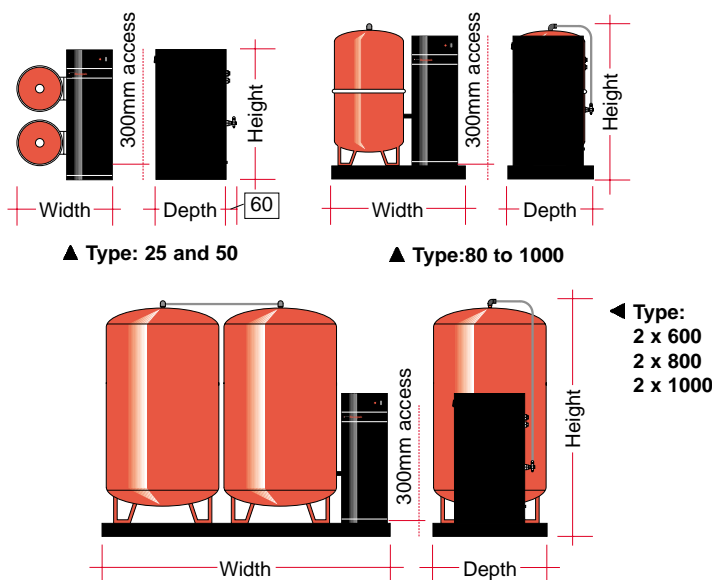 300mm access
Height
Width
Depth
60
▲ Type: 25 and 50
300mm access
Height
Width
Depth
▲ Type:80 to 1000
300mm access
Height
Width
Depth
◄ Type:
2 x 600
2 x 800
2 x 1000